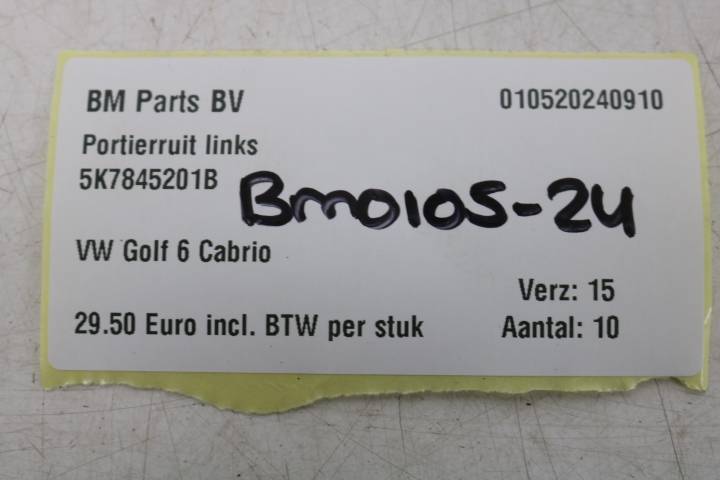 BM Parts BV 010520240910
Portierruit links
5K7845201B BM0105-24
VW Golf 6 Cabrio
Verz: 15
29.50 Euro incl. BTW per stuk Aantal: 10